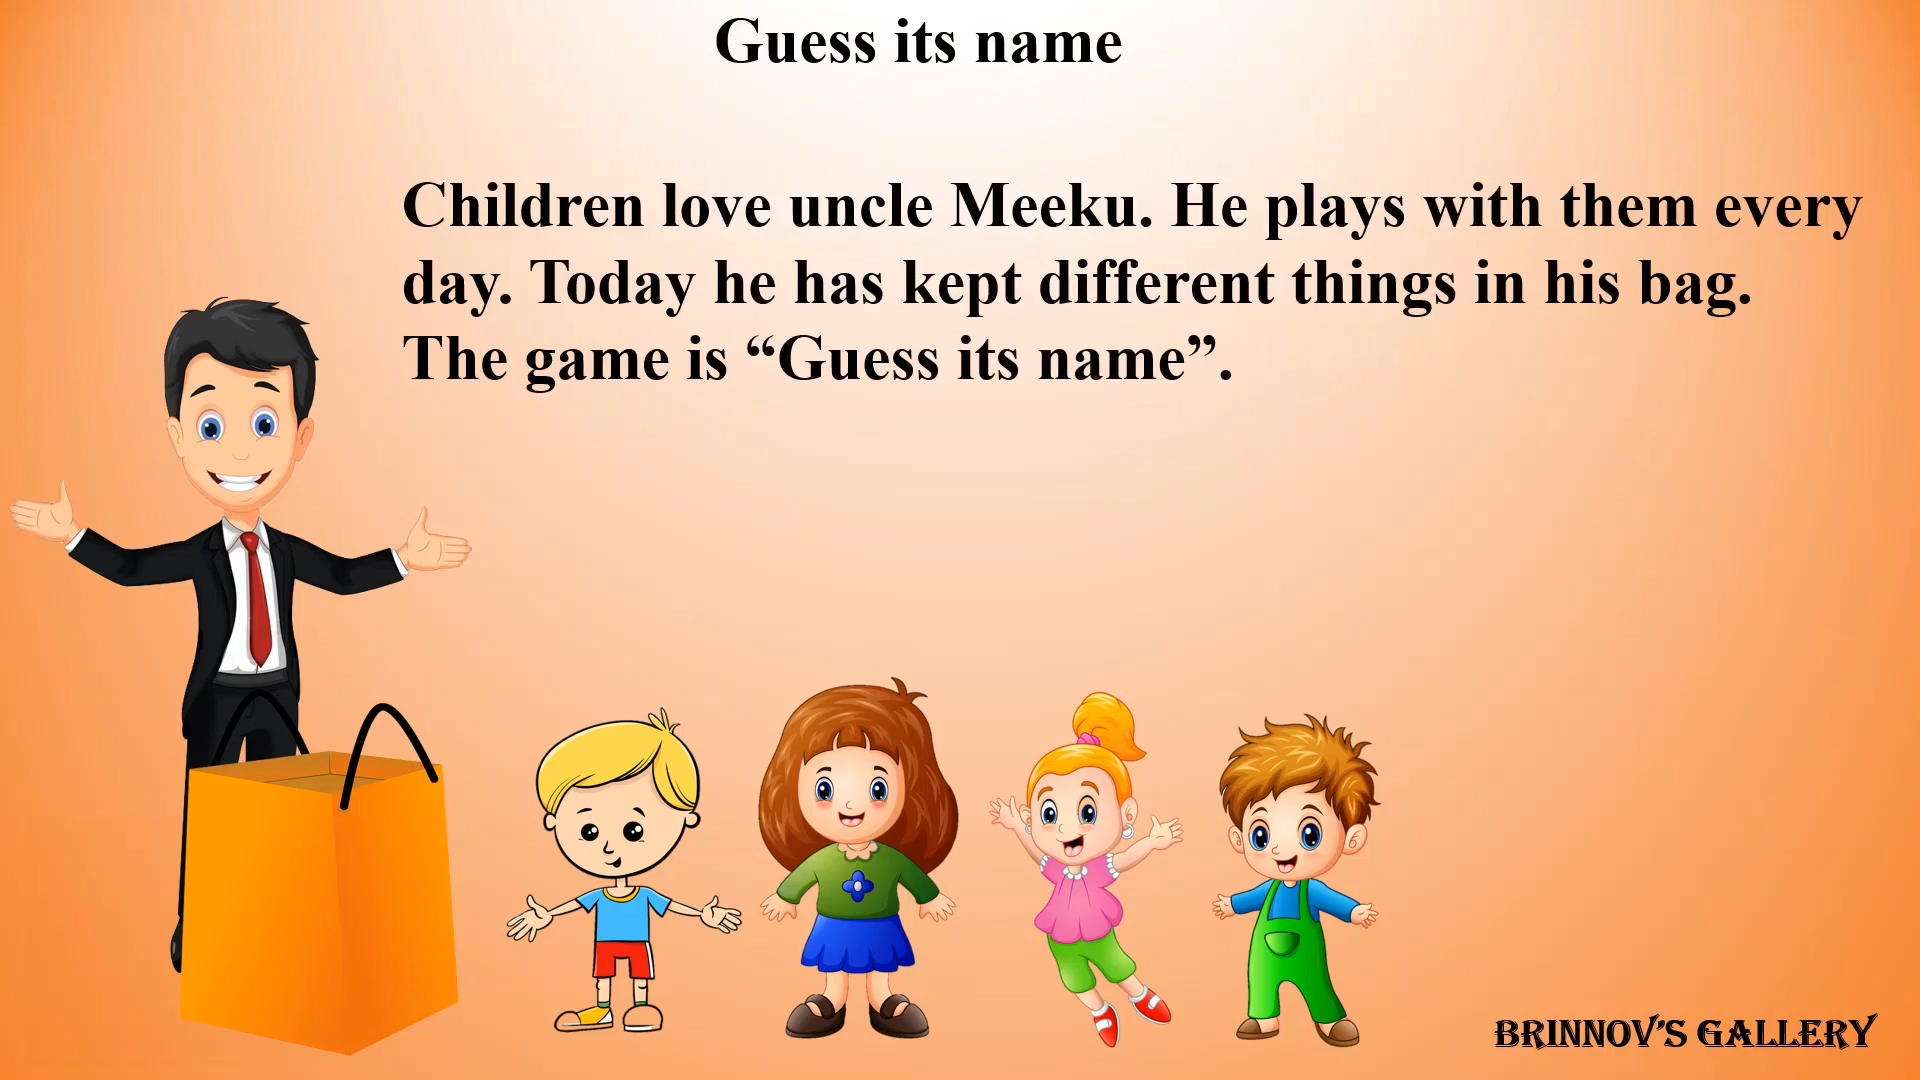 Guess its name
Children love uncle Meeku. He plays with them every
day. Today he has kept different things in his bag.
The game is “Guess its name”.
BRINNOV’S GALLERY